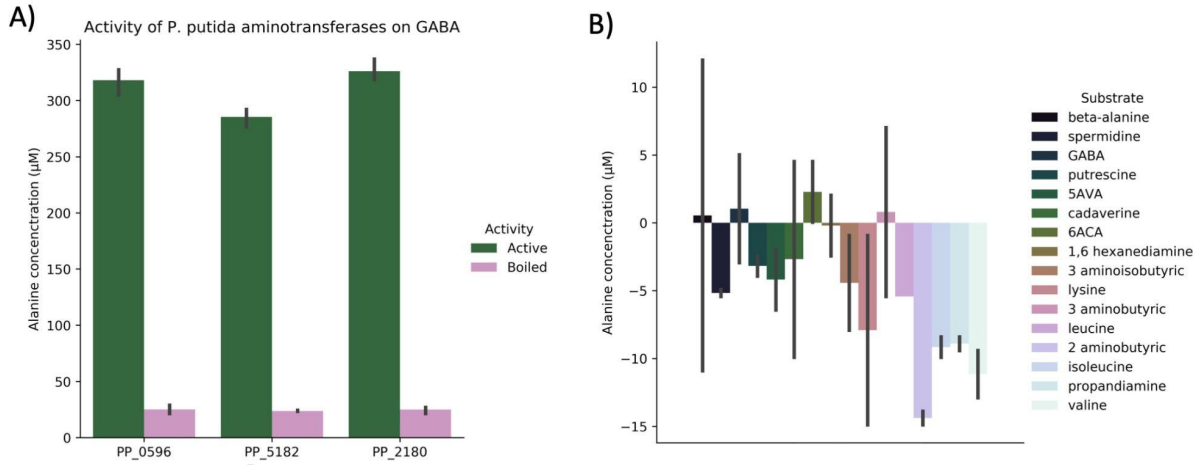 A)
Activity of P. putida aminotransferases on GABA
Alanine concenctration (μM)
350
300
250
200
150
100
50
0
PP_0596
PP_5182
PP_2180
Activity
Active
Boiled
B)
Alanine concenctration (μM)
10
5
0
−5
−10
−15
Substrate
beta-alanine
spermidine
GABA
putrescine
5AVA
cadaverine
6ACA
1,6 hexanediamine
3 aminoisobutyric
lysine
3 aminobutyric
leucine
2 aminobutyric
isoleucine
propandiamine
valine